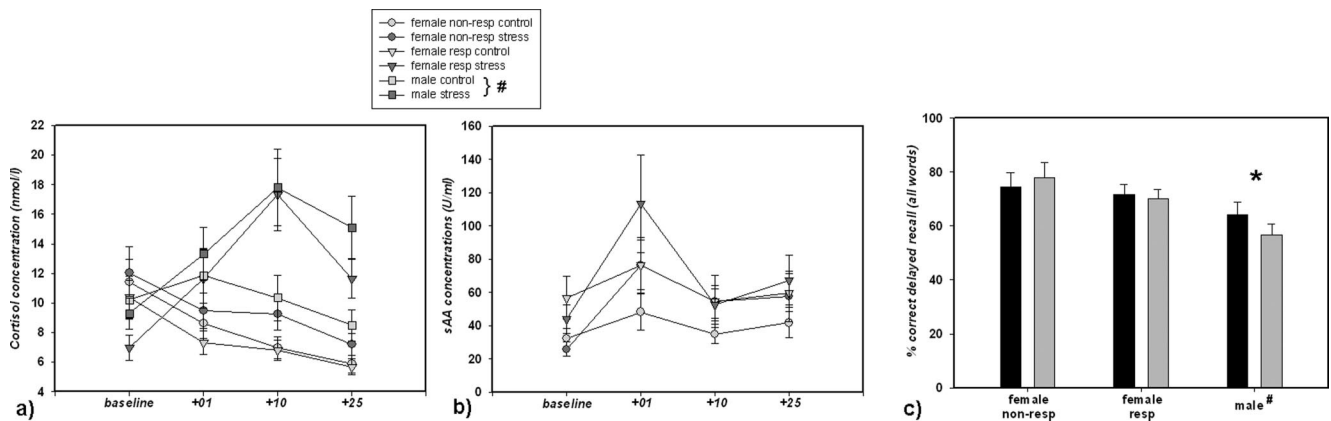 female non-resp control
female non-resp stress
female resp control
female resp stress
male control
male stress
} #
Cortisol concentration (nmol/l)
22
20
18
16
14
12
10
8
6
4
baseline
+01
+10
+25
a)
sAA concentrations (U/ml)
160
140
120
100
80
60
40
20
0
baseline
+01
+10
+25
b)
% correct delayed recall (all words)
100
80
60
40
20
0
*
female
non-resp
female
resp
male #
c)